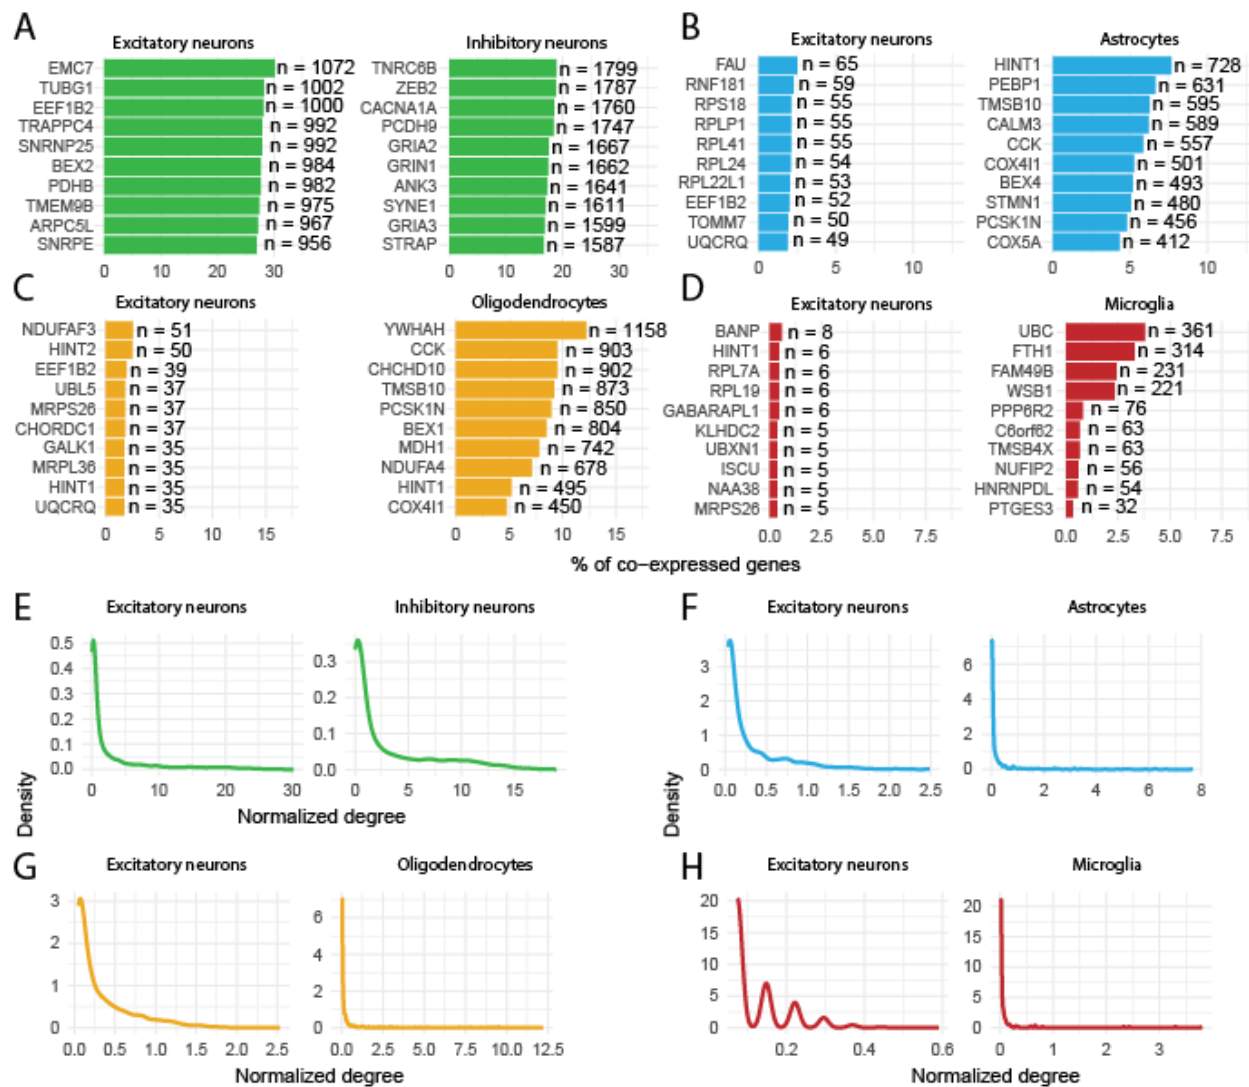 A
Excitatory neurons
EMC7 n = 1072
TUBG1 n = 1002
EEF1B2 n = 1000
TRAPPC4 n = 992
SNRNP25 n = 992
BEX2 n = 984
PDHB n = 982
TMEM9B n = 975
ARPC5L n = 967
SNRPE n = 956
0 10 20 30
Inhibitory neurons
TNRC6B n = 1799
ZEB2 n = 1787
CACNA1A n = 1760
PCDH9 n = 1747
GRIA2 n = 1667
GRIN1 n = 1662
ANK3 n = 1641
SYNE1 n = 1611
GRIA3 n = 1599
STRAP n = 1587
0 10 20 30
B
Excitatory neurons
FAU n = 65
RNF181 n = 59
RPS18 n = 55
RPLP1 n = 55
RPL41 n = 55
RPL24 n = 54
RPL22L1 n = 53
EEF1B2 n = 52
TOMM7 n = 50
UQCRQ n = 49
0 5 10
Astrocytes
HINT1 n = 728
PEBP1 n = 631
TMSB10 n = 595
CALM3 n = 589
CCK n = 557
COX4I1 n = 501
BEX4 n = 493
STMN1 n = 480
PCSK1N n = 456
COX5A n = 412
0 5 10
C
Excitatory neurons
NDUFAF3 n = 51
HINT2 n = 50
EEF1B2 n = 39
UBL5 n = 37
MRPS26 n = 37
CHORDC1 n = 37
GALK1 n = 35
MRPL36 n = 35
HINT1 n = 35
UQCRQ n = 35
0 5 10 15
Oligodendrocytes
YWHAH n = 1158
CCK n = 903
CHCHD10 n = 902
TMSB10 n = 873
PCSK1N n = 850
BEX1 n = 804
MDH1 n = 742
NDUFA4 n = 678
HINT1 n = 495
COX4I1 n = 450
0 5 10 15
D
Excitatory neurons
BANP n = 8
HINT1 n = 6
RPL7A n = 6
RPL19 n = 6
GABARAPL1 n = 6
KLHDC2 n = 5
UBXN1 n = 5
ISCU n = 5
NAA38 n = 5
MRPS26 n = 5
0.0 2.5 5.0 7.5
Microglia
UBC n = 361
FTH1 n = 314
FAM49B n = 231
WSB1 n = 221
PPP6R2 n = 76
C6orf62 n = 63
TMSB4X n = 63
NUFIP2 n = 56
HNRNPDL n = 54
PTGES3 n = 32
0.0 2.5 5.0 7.5
% of co−expressed genes
E
Excitatory neurons
0.5
0.4
0.3
0.2
0.1
0.0
0 10 20 30
Inhibitory neurons
0.3
0.2
0.1
0.0
0 5 10 15
Density
Normalized degree
F
Excitatory neurons
3
2
1
0
0.0 0.5 1.0 1.5 2.0 2.5
Astrocytes
6
4
2
0
0 2 4 6 8
Density
G
Excitatory neurons
3
2
1
0
0.0 0.5 1.0 1.5 2.0 2.5
Oligodendrocytes
6
4
2
0
0.0 2.5 5.0 7.5 10.0 12.5
Normalized degree
H
Excitatory neurons
20
15
10
5
0
0.2 0.4 0.6
Microglia
20
15
10
5
0
0 1 2 3
Normalized degree